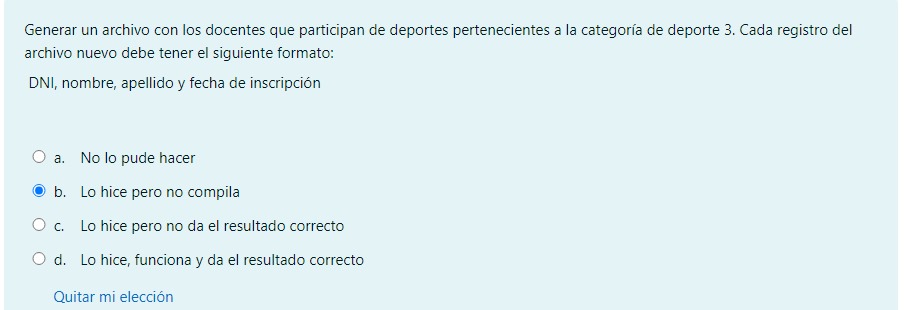 Generar un archivo con los docentes que participan de deportes pertenecientes a la categoría de deporte 3. Cada registro del
archivo nuevo debe tener el siguiente formato:
DNI, nombre, apellido y fecha de inscripción
a. No lo pude hacer
b. Lo hice pero no compila
c. Lo hice pero no da el resultado correcto
d. Lo hice, funciona y da el resultado correcto
Quitar mi elección